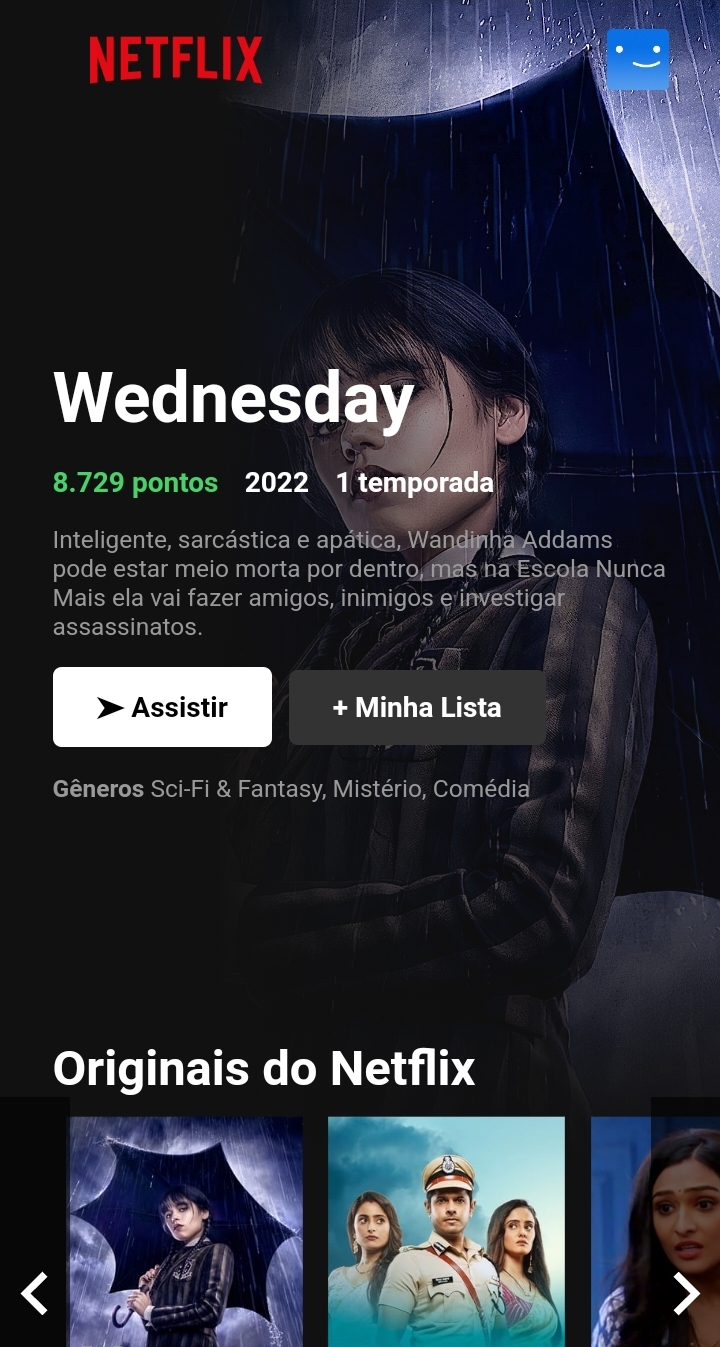 NETFLIX
Wednesday
8.729 pontos 2022 1 temporada
Inteligente, sarcástica e apática, Wandinha Addams
pode estar meio morta por dentro, mas na Escola Nunca
Mais ela vai fazer amigos, inimigos e investigar
assassinatos.
➤ Assistir
+ Minha Lista
Gêneros Sci-Fi & Fantasy, Mistério, Comédia
Originais do Netflix